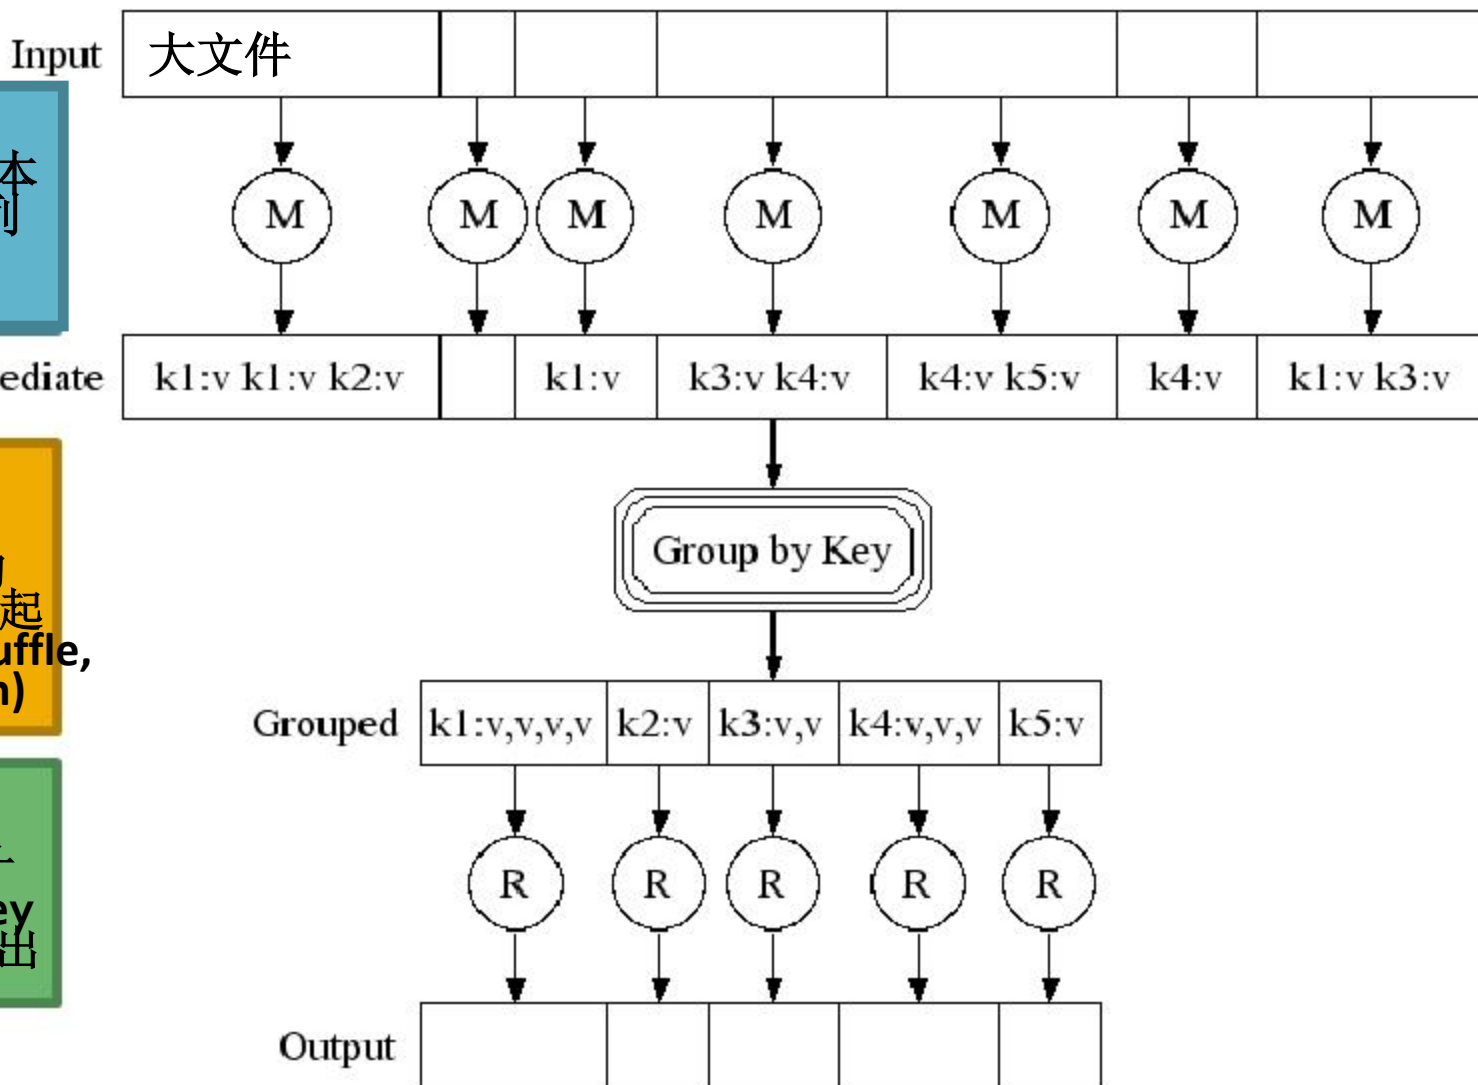 Input 大文件
M M M M M M M
ediate k1:v k1:v k2:v k1:v k3:v k4:v k4:v k5:v k4:v k1:v k3:v
Group by Key
Grouped k1:v,v,v,v k2:v k3:v,v k4:v,v,v k5:v
R R R R R
Output
本
起
uffle,
n)
ey
出